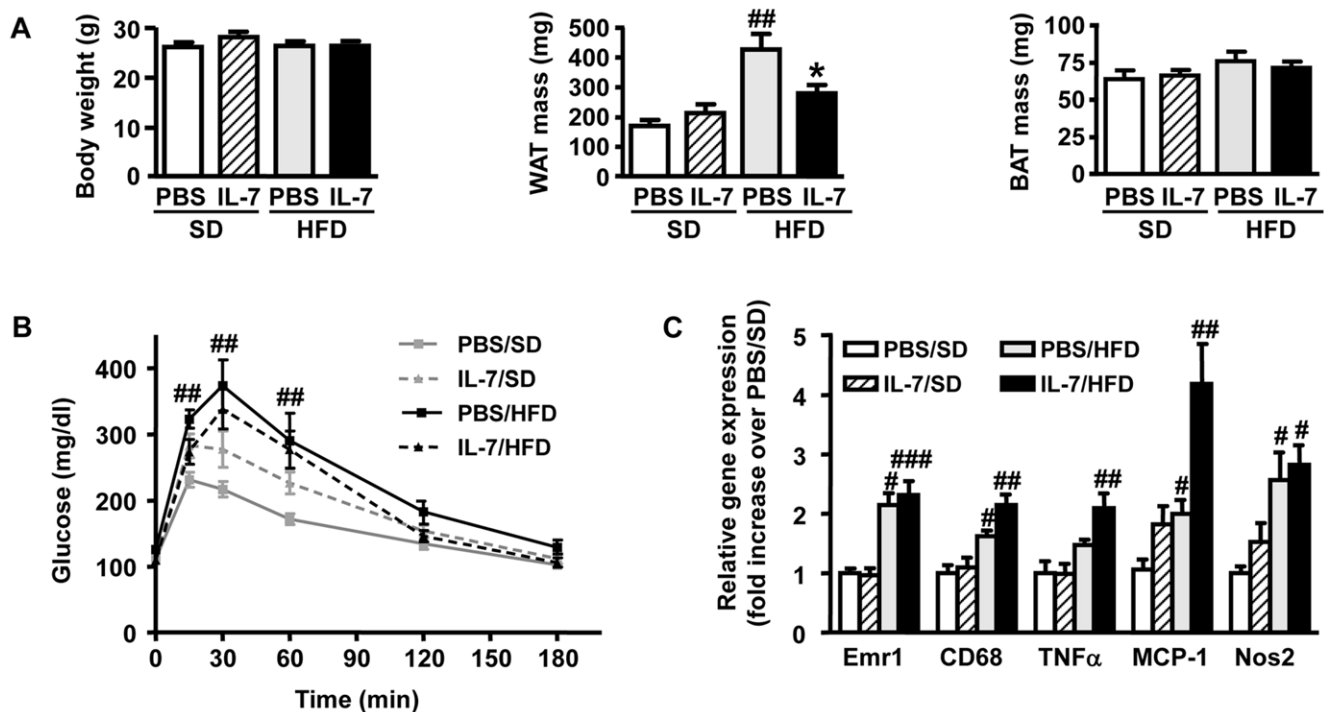 A
Body weight (g)
30
20
10
0
PBS IL-7 PBS IL-7
SD HFD
WAT mass (mg)
500
400
300
200
100
0
##
*
PBS IL-7 PBS IL-7
SD HFD
BAT mass (mg)
100
75
50
25
0
PBS IL-7 PBS IL-7
SD HFD
B
Glucose (mg/dl)
400
300
200
100
0
## ## ##
PBS/SD
IL-7/SD
PBS/HFD
IL-7/HFD
0 30 60 90 120 150 180
Time (min)
C
Relative gene expression
(fold increase over PBS/SD)
5
4
3
2
1
0
PBS/SD PBS/HFD
IL-7/SD IL-7/HFD
# ### # ## ## # ## # #
Emr1 CD68 TNFα MCP-1 Nos2